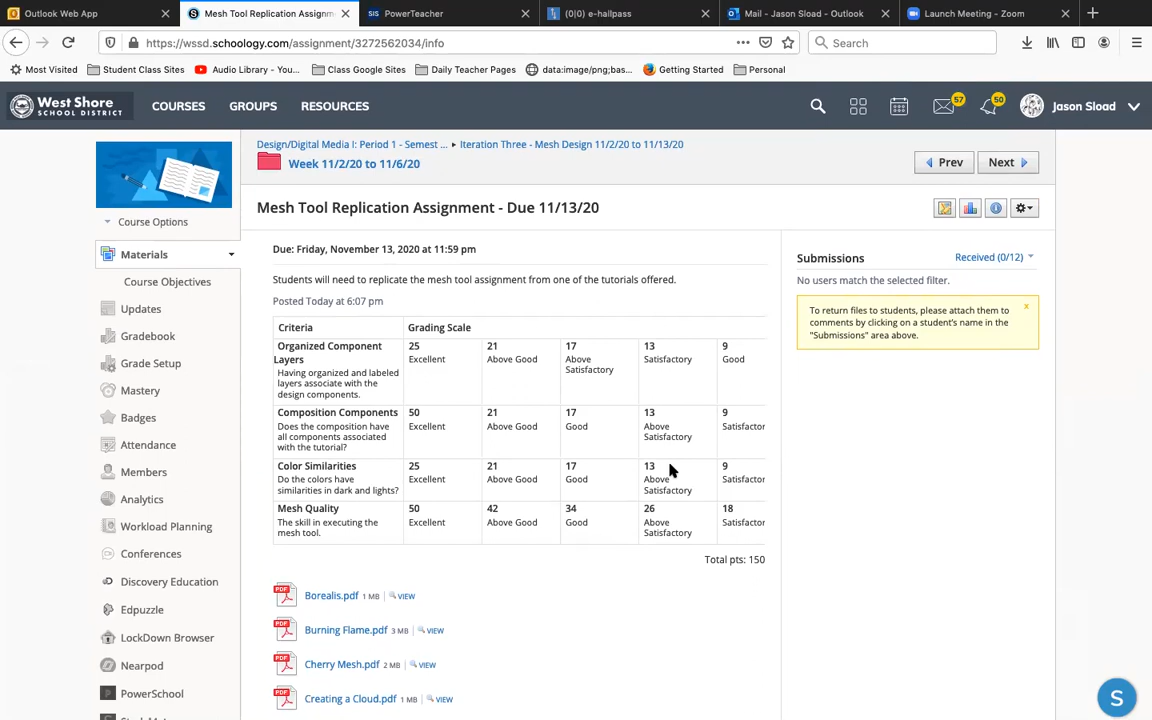 Outlook Web App
Mesh Tool Replication Assignm
PowerTeacher
(0|0) e-hallpass
Mail - Jason Sload - Outlook
Launch Meeting - Zoom
https://wssd.schoology.com/assignment/3272562034/info
Search
Most Visited
Student Class Sites
Audio Library - You...
Class Google Sites
Daily Teacher Pages
data:image/png;bas...
Getting Started
Personal
West Shore
SCHOOL DISTRICT
COURSES
GROUPS
RESOURCES
57
50
Jason Sload
Design/Digital Media I: Period 1 - Semest ...
Iteration Three - Mesh Design 11/2/20 to 11/13/20
Week 11/2/20 to 11/6/20
Prev
Next
Course Options
Materials
Course Objectives
Updates
Gradebook
Grade Setup
Mastery
Badges
Attendance
Members
Analytics
Workload Planning
Conferences
Discovery Education
Edpuzzle
LockDown Browser
Nearpod
PowerSchool
Mesh Tool Replication Assignment - Due 11/13/20
Due: Friday, November 13, 2020 at 11:59 pm
Students will need to replicate the mesh tool assignment from one of the tutorials offered.
Posted Today at 6:07 pm
Criteria
Grading Scale
Organized Component
Layers
Having organized and labeled
layers associate with the
design components.
25
Excellent
21
Above Good
17
Above
Satisfactory
13
Satisfactory
9
Good
Composition Components
Does the composition have
all components associated
with the tutorial?
50
Excellent
21
Above Good
17
Good
13
Above
Satisfactory
9
Satisfactor
Color Similarities
Do the colors have
similarities in dark and lights?
25
Excellent
21
Above Good
17
Good
13
Above
Satisfactory
9
Satisfactor
Mesh Quality
The skill in executing the
mesh tool.
50
Excellent
42
Above Good
34
Good
26
Above
Satisfactory
18
Satisfactor
Total pts: 150
PDF
Borealis.pdf 1 MB VIEW
PDF
Burning Flame.pdf 3 MB VIEW
PDF
Cherry Mesh.pdf 2 MB VIEW
PDF
Creating a Cloud.pdf 1 MB VIEW
Submissions
Received (0/12)
No users match the selected filter.
To return files to students, please attach them to
comments by clicking on a student's name in the
"Submissions" area above.
S